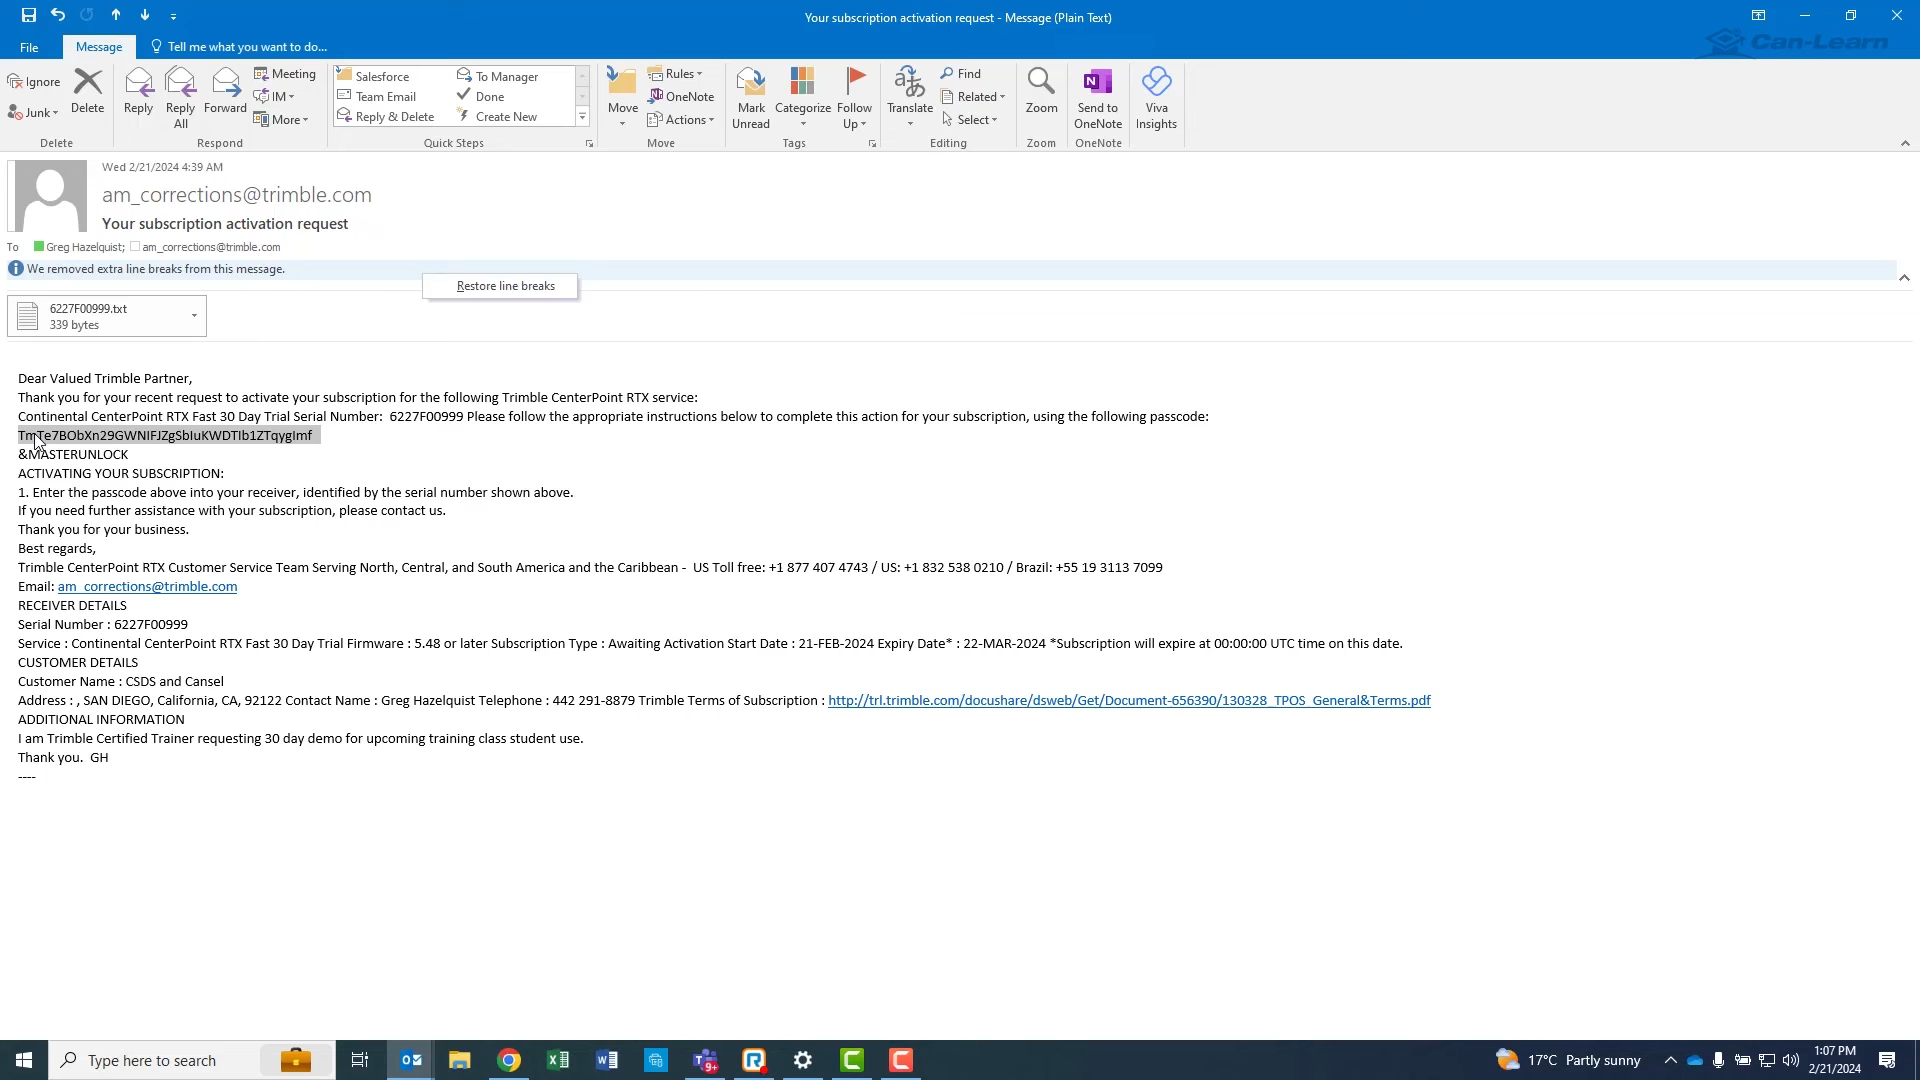 Your subscription activation request - Message (Plain Text)
Can-Learn
File
Message
Tell me what you want to do...
Ignore
Junk
Delete
Reply
Reply All
Forward
Meeting
IM
More
Salesforce
Team Email
Reply & Delete
To Manager
Done
Create New
Move
Rules
OneNote
Actions
Mark Unread
Categorize
Follow Up
Translate
Find
Related
Select
Zoom
Send to OneNote
Viva Insights
Delete
Respond
Quick Steps
Move
Tags
Editing
Zoom
OneNote
Wed 2/21/2024 4:39 AM
am_corrections@trimble.com
Your subscription activation request
To Greg Hazelquist; am_corrections@trimble.com
We removed extra line breaks from this message.
Restore line breaks
6227F00999.txt
339 bytes
Dear Valued Trimble Partner,
Thank you for your recent request to activate your subscription for the following Trimble CenterPoint RTX service:
Continental CenterPoint RTX Fast 30 Day Trial Serial Number:  6227F00999 Please follow the appropriate instructions below to complete this action for your subscription, using the following passcode:
TmTe7BObXn29GWNIFJZgSbIuKWDTIb1ZTqygImf
&MASTERUNLOCK
ACTIVATING YOUR SUBSCRIPTION:
1. Enter the passcode above into your receiver, identified by the serial number shown above.
If you need further assistance with your subscription, please contact us.
Thank you for your business.
Best regards,
Trimble CenterPoint RTX Customer Service Team Serving North, Central, and South America and the Caribbean -  US Toll free: +1 877 407 4743 / US: +1 832 538 0210 / Brazil: +55 19 3113 7099
Email: am_corrections@trimble.com
RECEIVER DETAILS
Serial Number : 6227F00999
Service : Continental CenterPoint RTX Fast 30 Day Trial Firmware : 5.48 or later Subscription Type : Awaiting Activation Start Date : 21-FEB-2024 Expiry Date* : 22-MAR-2024 *Subscription will expire at 00:00:00 UTC time on this date.
CUSTOMER DETAILS
Customer Name : CSDS and Cansel
Address : , SAN DIEGO, California, CA, 92122 Contact Name : Greg Hazelquist Telephone : 442 291-8879 Trimble Terms of Subscription : http://trl.trimble.com/docushare/dsweb/Get/Document-656390/130328_TPOS_General&Terms.pdf
ADDITIONAL INFORMATION
I am Trimble Certified Trainer requesting 30 day demo for upcoming training class student use.
Thank you.  GH
----
Type here to search
9+
17°C Partly sunny
1:07 PM
2/21/2024